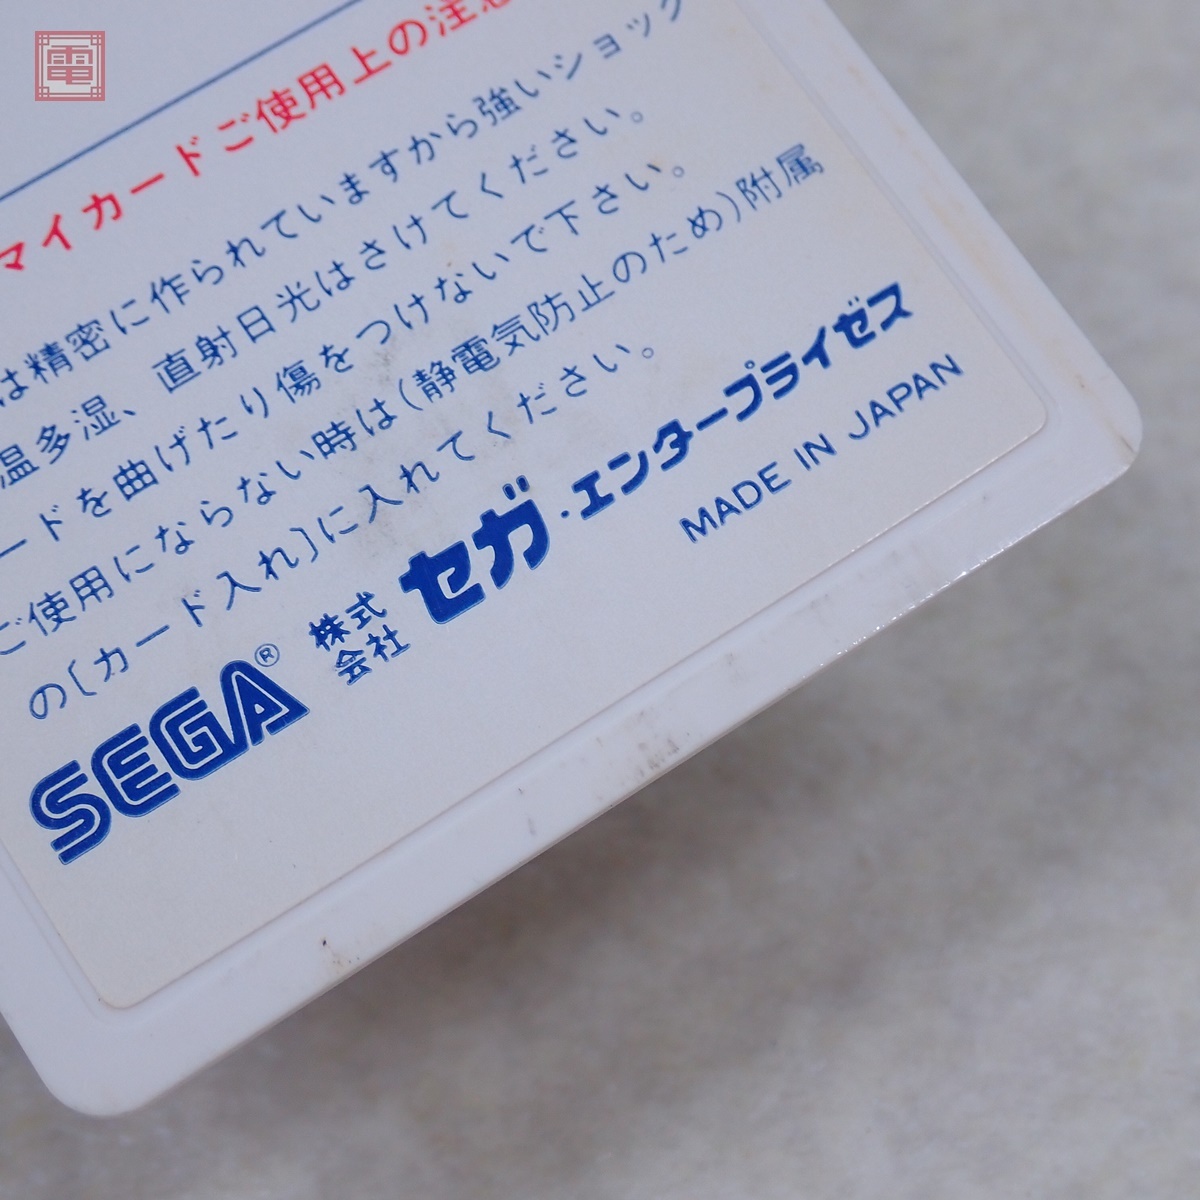 電
マイカードご使用上の注意
は精密に作られていますから強いショック
温多湿、直射日光はさけてください。
ードを曲げたり傷をつけないで下さい。
ご使用にならない時は(静電気防止のため)附属
の〔カード入れ〕に入れてください。
SEGA® 株式会社 セガ・エンタープライゼス
MADE IN JAPAN